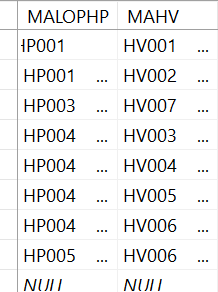 MALOPHP MAHV
HP001 HV001 ...
HP001 ... HV002 ...
HP003 ... HV007 ...
HP004 ... HV003 ...
HP004 ... HV004 ...
HP004 ... HV005 ...
HP004 ... HV006 ...
HP005 ... HV006 ...
NULL NULL